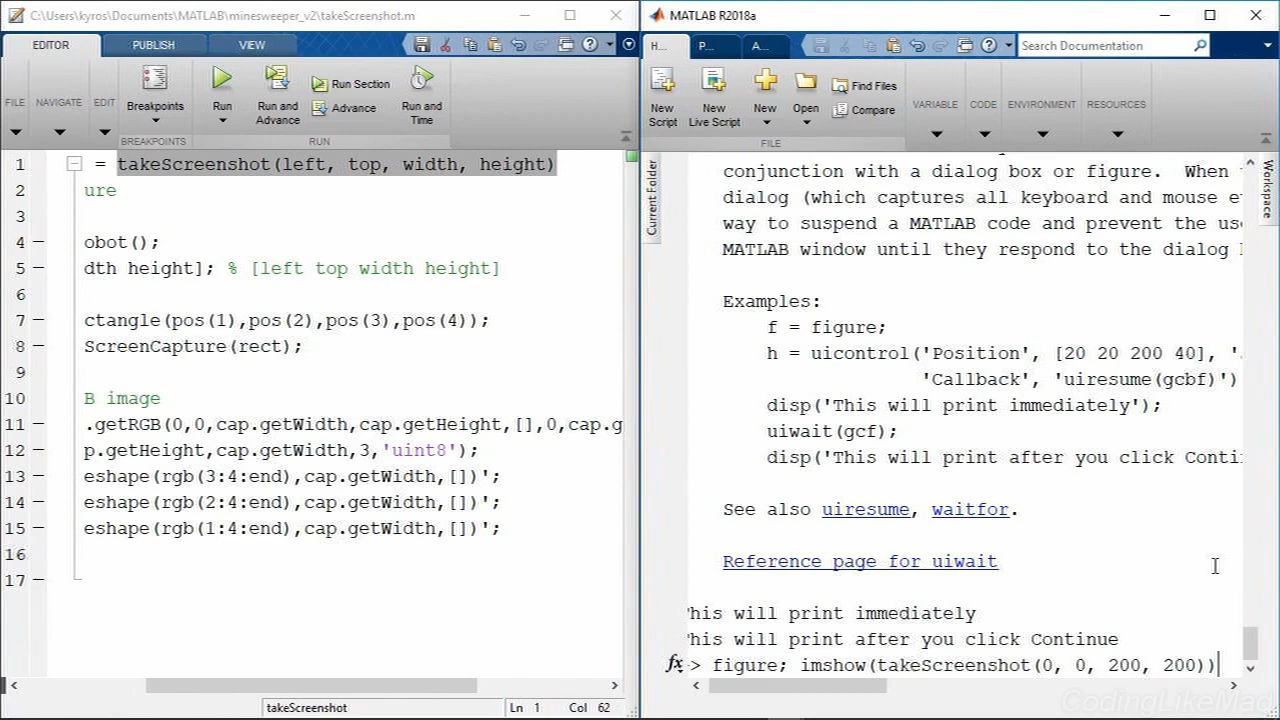 C:\Users\kyros\Documents\MATLAB\minesweeper_v2\takeScreenshot.m
EDITOR PUBLISH VIEW
FILE NAVIGATE EDIT Breakpoints Run Run and Advance Run Section Advance Run and Time
BREAKPOINTS RUN
1 = takeScreenshot(left, top, width, height)
2 ure
3
4 obot();
5 dth height]; % [left top width height]
6
7 ctangle(pos(1),pos(2),pos(3),pos(4));
8 ScreenCapture(rect);
9
10 B image
11 .getRGB(0,0,cap.getWidth,cap.getHeight,[],0,cap.g
12 p.getHeight,cap.getWidth,3,'uint8');
13 eshape(rgb(3:4:end),cap.getWidth,[])';
14 eshape(rgb(2:4:end),cap.getWidth,[])';
15 eshape(rgb(1:4:end),cap.getWidth,[])';
16
17
takeScreenshot Ln 1 Col 62
MATLAB R2018a
H... P... A... Search Documentation
New Script New Live Script New Open Find Files Compare VARIABLE CODE ENVIRONMENT RESOURCES
FILE
Current Folder
Workspace
conjunction with a dialog box or figure. When
dialog (which captures all keyboard and mouse e
way to suspend a MATLAB code and prevent the us
MATLAB window until they respond to the dialog
Examples:
f = figure;
h = uicontrol('Position', [20 20 200 40], '
'Callback', 'uiresume(gcbf)')
disp('This will print immediately');
uiwait(gcf);
disp('This will print after you click Conti
See also uiresume, waitfor.
Reference page for uiwait
his will print immediately
his will print after you click Continue
fx > figure; imshow(takeScreenshot(0, 0, 200, 200))
CodingLikeMad